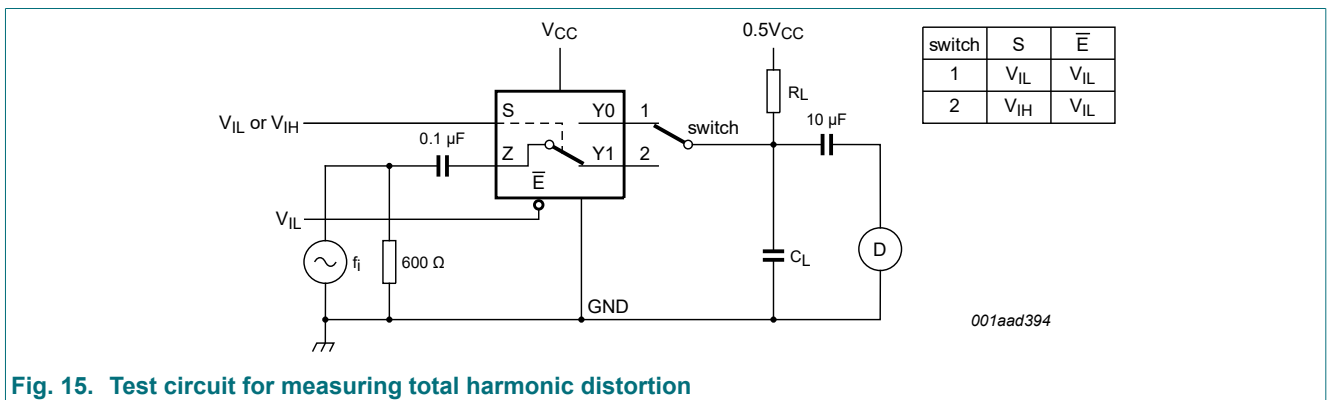 VCC
0.5VCC
switch S E̅
1 VIL VIL
2 VIH VIL
RL
S Y0 1
switch
10 µF
VIL or VIH
0.1 µF
Z Y1 2
E̅
VIL
fi
600 Ω
CL
D
GND
001aad394
Fig. 15. Test circuit for measuring total harmonic distortion